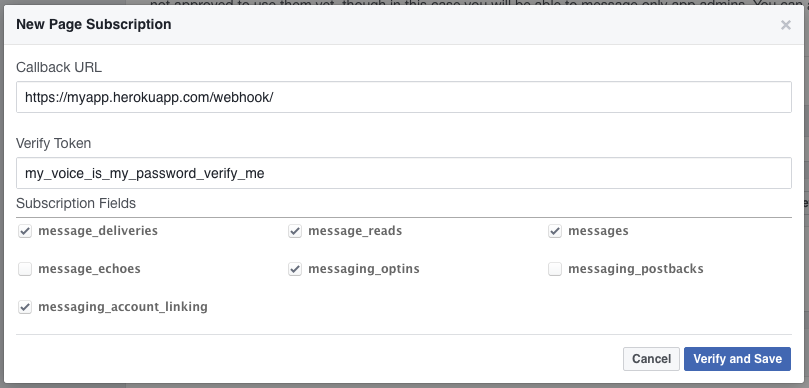 not approved to use them yet, though in this case you will be able to message only app admins. You can a
New Page Subscription
Callback URL
https://myapp.herokuapp.com/webhook/
Verify Token
my_voice_is_my_password_verify_me
Subscription Fields
message_deliveries message_reads messages
message_echoes messaging_optins messaging_postbacks
messaging_account_linking
Cancel Verify and Save